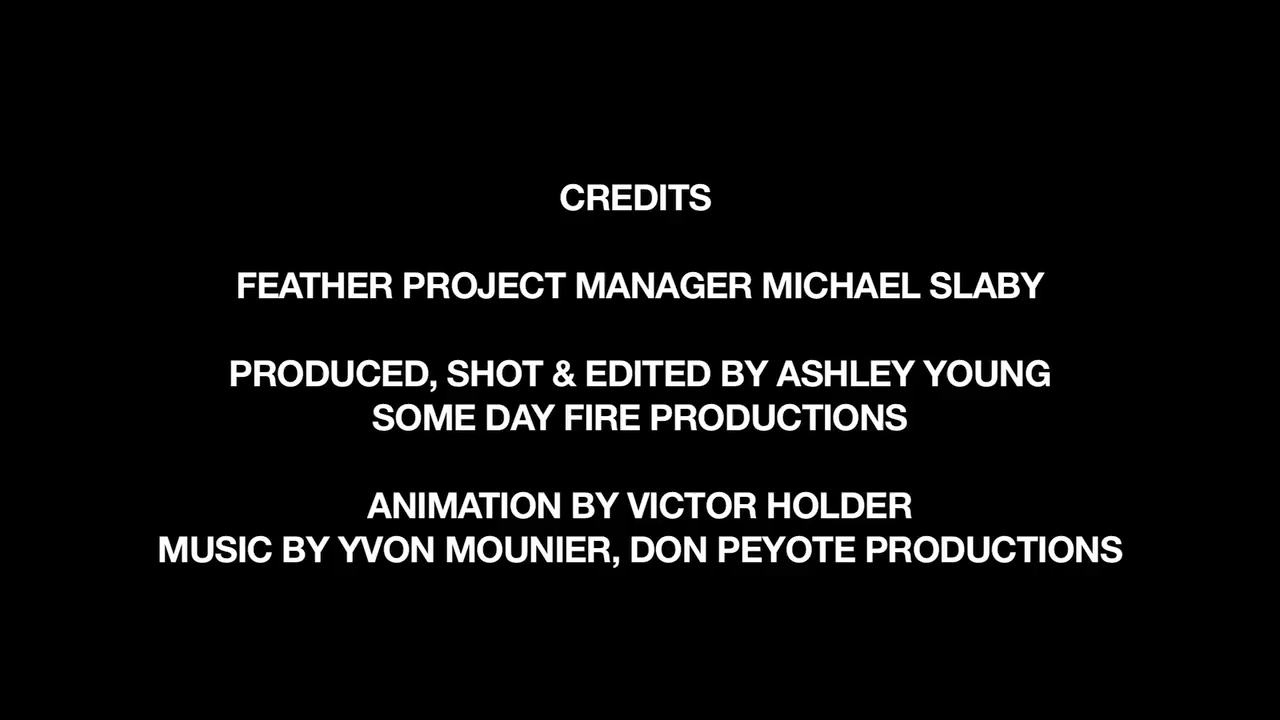 CREDITS
FEATHER PROJECT MANAGER MICHAEL SLABY
PRODUCED, SHOT & EDITED BY ASHLEY YOUNG
SOME DAY FIRE PRODUCTIONS
ANIMATION BY VICTOR HOLDER
MUSIC BY YVON MOUNIER, DON PEYOTE PRODUCTIONS